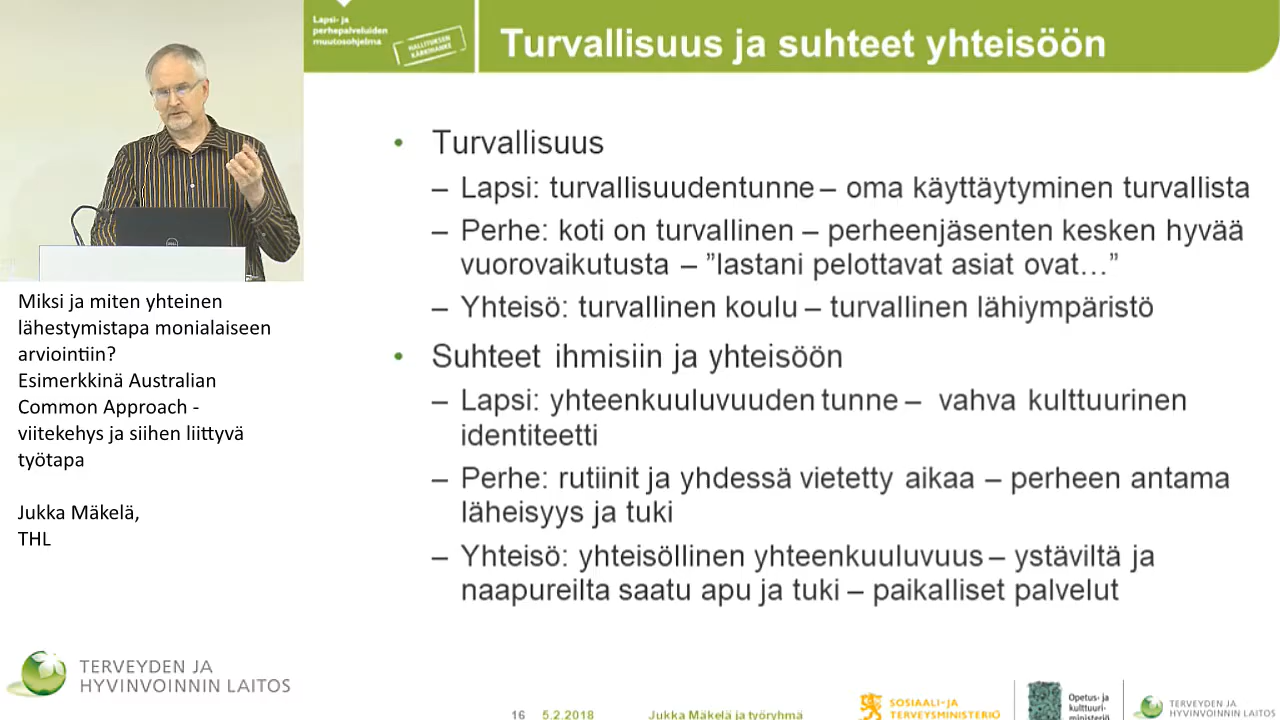 Lapsi- ja
perhepalveluiden
muutosohjelma
HALLITUKSEN
KÄRKIHANKE
Turvallisuus ja suhteet yhteisöön
• Turvallisuus
– Lapsi: turvallisuudentunne – oma käyttäytyminen turvallista
– Perhe: koti on turvallinen – perheenjäsenten kesken hyvää
vuorovaikutusta – ”lastani pelottavat asiat ovat…”
– Yhteisö: turvallinen koulu – turvallinen lähiympäristö
• Suhteet ihmisiin ja yhteisöön
– Lapsi: yhteenkuuluvuuden tunne – vahva kulttuurinen
identiteetti
– Perhe: rutiinit ja yhdessä vietetty aikaa – perheen antama
läheisyys ja tuki
– Yhteisö: yhteisöllinen yhteenkuuluvuus – ystäviltä ja
naapureilta saatu apu ja tuki – paikalliset palvelut
Miksi ja miten yhteinen
lähestymistapa monialaiseen
arviointiin?
Esimerkkinä Australian
Common Approach -
viitekehys ja siihen liittyvä
työtapa
Jukka Mäkelä,
THL
TERVEYDEN JA
HYVINVOINNIN LAITOS
16 5.2.2018 Jukka Mäkelä ja työryhmä
SOSIAALI- JA
TERVEYSMINISTERIÖ
Opetus- ja
kulttuuri-
ministeriö
TERVEYDEN JA
HYVINVOINNIN LAITOS